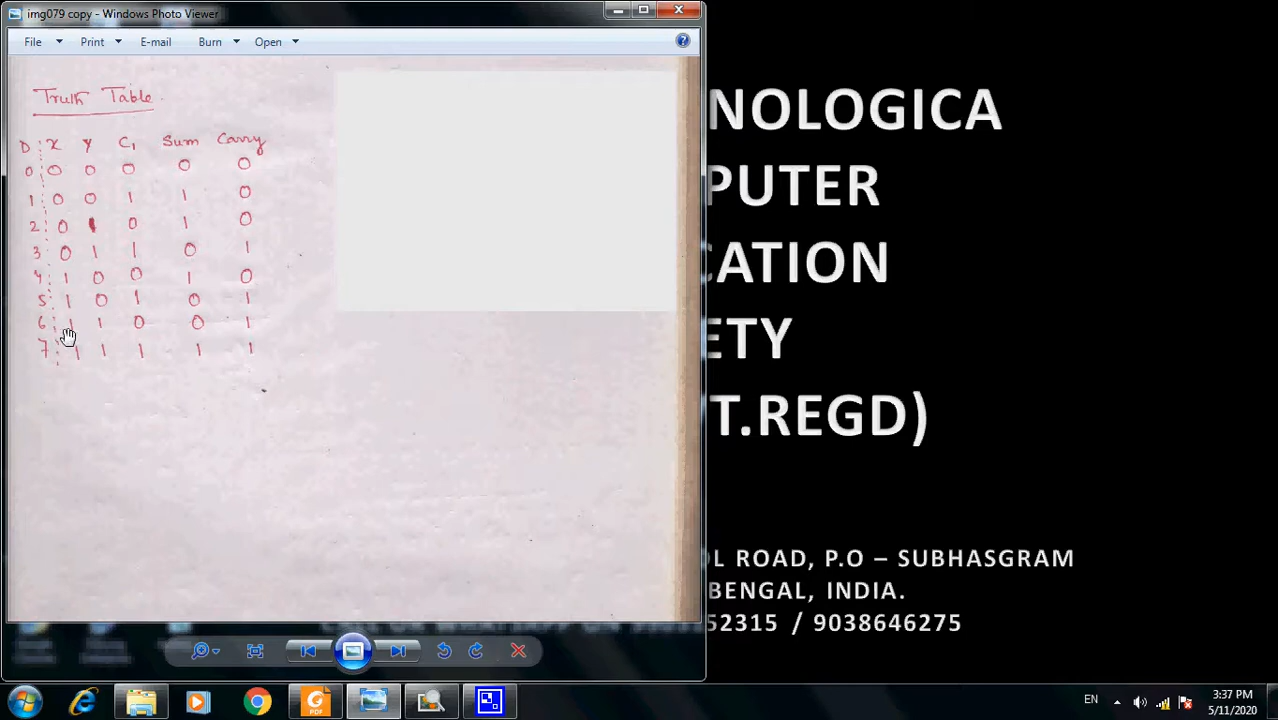 img079 copy - Windows Photo Viewer
File Print E-mail Burn Open
Truth Table
D X Y C1 Sum Carry
0 0 0 0 0 0
1 0 0 1 1 0
2 0 1 0 1 0
3 0 1 1 0 1
4 1 0 0 1 0
5 1 0 1 0 1
6 1 1 0 0 1
7 1 1 1 1 1
NOLOGICA
PUTER
CATION
ETY
T.REGD)
OL ROAD, P.O – SUBHASGRAM
BENGAL, INDIA.
52315 / 9038646275
PDF
EN
3:37 PM
5/11/2020